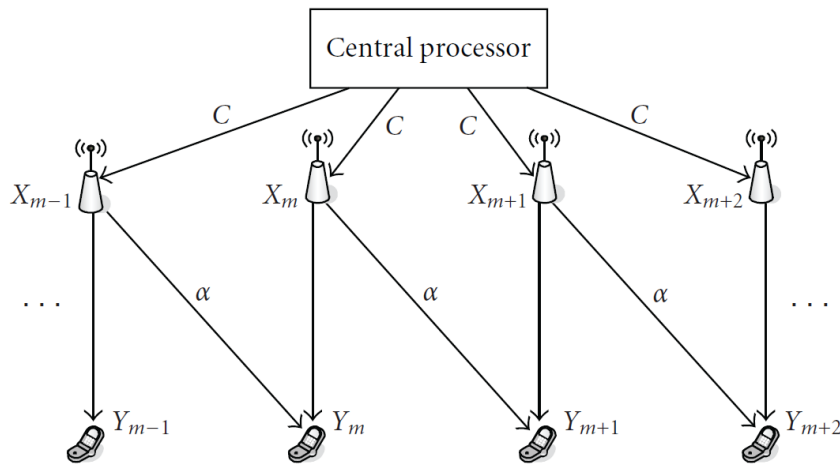 Central processor
C C C C
X_{m−1} X_m X_{m+1} X_{m+2}
α α α
. . . . . .
Y_{m−1} Y_m Y_{m+1} Y_{m+2}